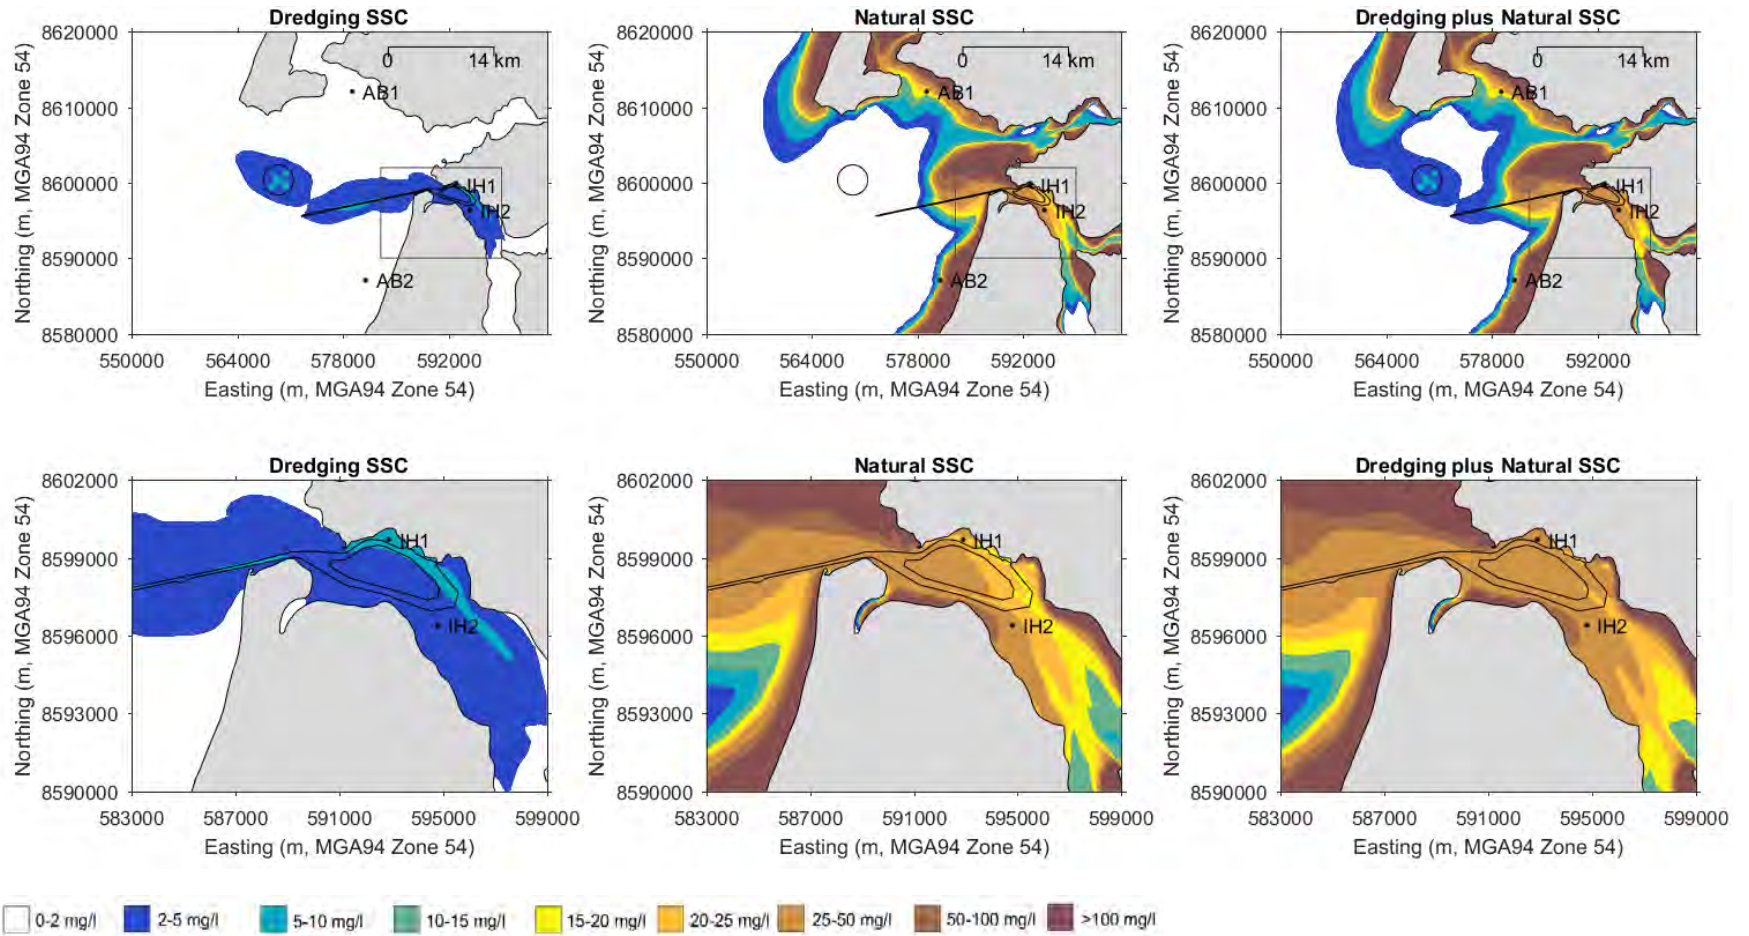 Dredging SSC
Natural SSC
Dredging plus Natural SSC
Northing (m, MGA94 Zone 54)
8620000
8610000
8600000
8590000
8580000
0 14 km
AB1
IH1
IH2
AB2
550000 564000 578000 592000
Easting (m, MGA94 Zone 54)
Northing (m, MGA94 Zone 54)
8620000
8610000
8600000
8590000
8580000
0 14 km
AB1
IH1
IH2
AB2
550000 564000 578000 592000
Easting (m, MGA94 Zone 54)
Northing (m, MGA94 Zone 54)
8620000
8610000
8600000
8590000
8580000
0 14 km
AB1
IH1
IH2
AB2
550000 564000 578000 592000
Easting (m, MGA94 Zone 54)
Dredging SSC
Natural SSC
Dredging plus Natural SSC
Northing (m, MGA94 Zone 54)
8602000
8599000
8596000
8593000
8590000
IH1
IH2
583000 587000 591000 595000 599000
Easting (m, MGA94 Zone 54)
Northing (m, MGA94 Zone 54)
8602000
8599000
8596000
8593000
8590000
IH1
IH2
583000 587000 591000 595000 599000
Easting (m, MGA94 Zone 54)
Northing (m, MGA94 Zone 54)
8602000
8599000
8596000
8593000
8590000
IH1
IH2
583000 587000 591000 595000 599000
Easting (m, MGA94 Zone 54)
0-2 mg/l 2-5 mg/l 5-10 mg/l 10-15 mg/l 15-20 mg/l 20-25 mg/l 25-50 mg/l 50-100 mg/l >100 mg/l